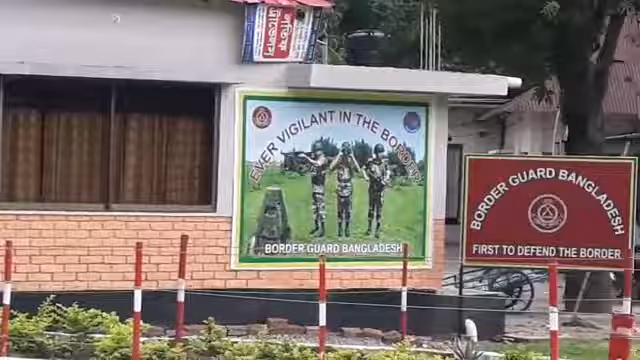 EVER VIGILANT IN THE BORDER
BORDER GUARD BANGLADESH
BORDER GUARD BANGLADESH
FIRST TO DEFEND THE BORDER